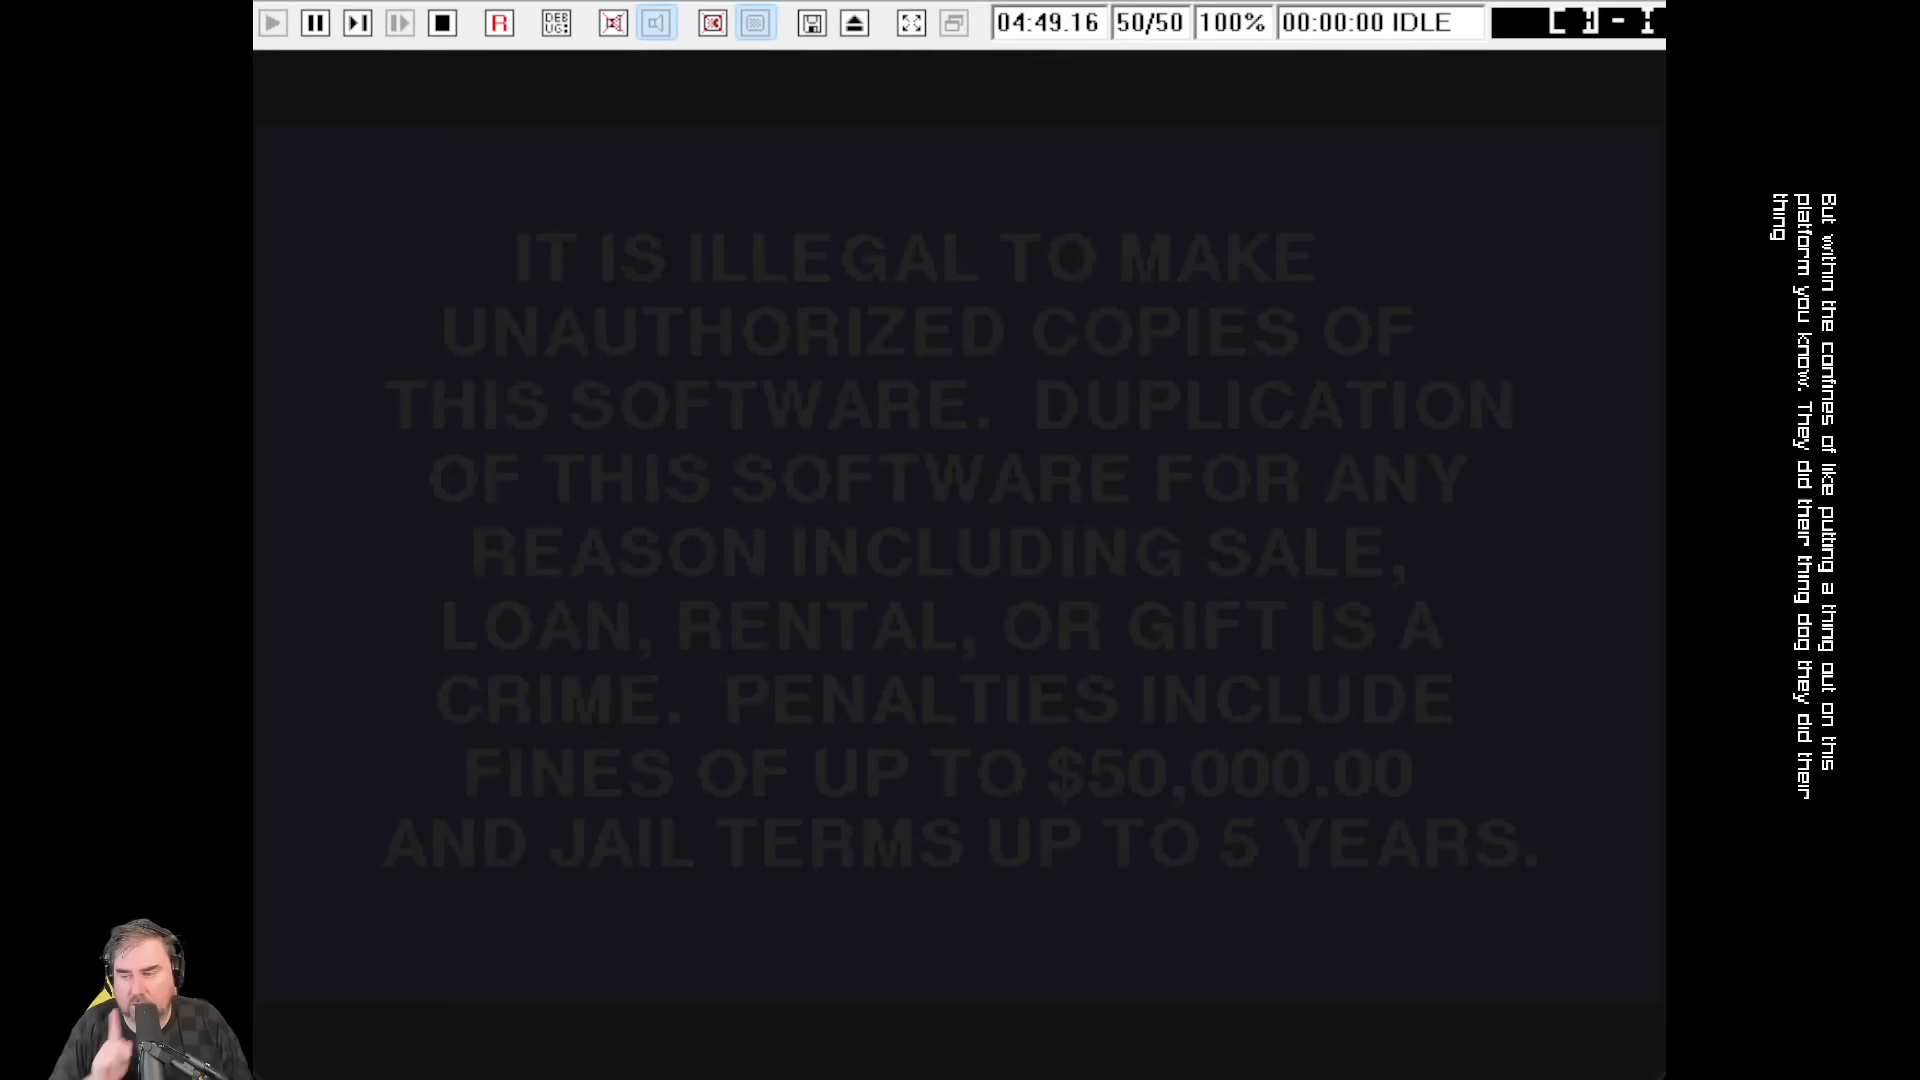 R
DEB
UG:
04:49.16
50/50
100%
00:00:00 IDLE
IT IS ILLEGAL TO MAKE
UNAUTHORIZED COPIES OF
THIS SOFTWARE. DUPLICATION
OF THIS SOFTWARE FOR ANY
REASON INCLUDING SALE,
LOAN, RENTAL, OR GIFT IS A
CRIME. PENALTIES INCLUDE
FINES OF UP TO $50,000.00
AND JAIL TERMS UP TO 5 YEARS.
But within the confines of like putting a thing out on this
platform you know. They did their thing dog they did their
thing